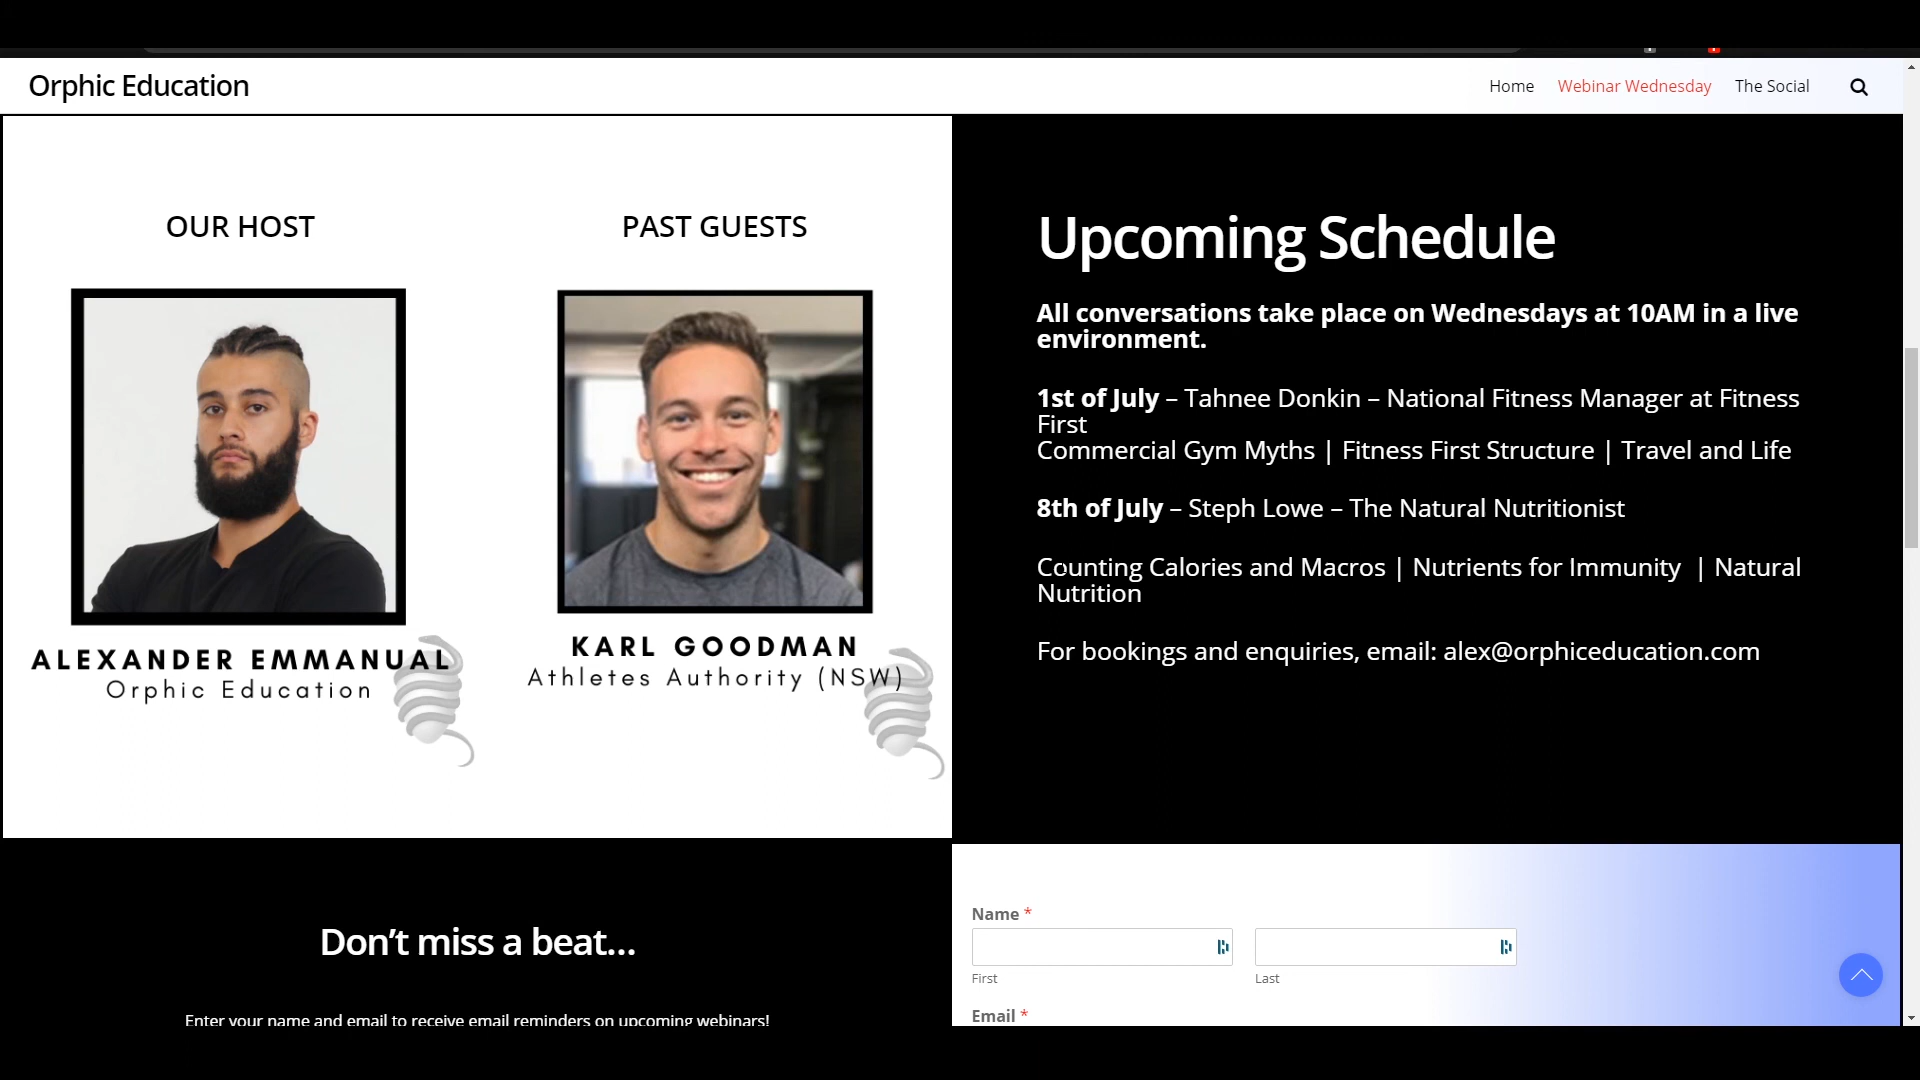 Orphic Education
Home
Webinar Wednesday
The Social
OUR HOST
PAST GUESTS
ALEXANDER EMMANUAL
Orphic Education
KARL GOODMAN
Athletes Authority (NSW)
Upcoming Schedule
All conversations take place on Wednesdays at 10AM in a live
environment.
1st of July – Tahnee Donkin – National Fitness Manager at Fitness
First
Commercial Gym Myths | Fitness First Structure | Travel and Life
8th of July – Steph Lowe – The Natural Nutritionist
Counting Calories and Macros | Nutrients for Immunity | Natural
Nutrition
For bookings and enquiries, email: alex@orphiceducation.com
Don’t miss a beat…
Enter your name and email to receive email reminders on upcoming webinars!
Name *
First
Last
Email *